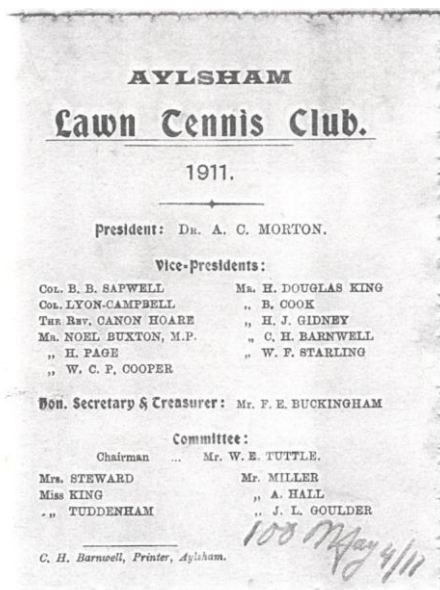 AYLSHAM
Lawn Tennis Club.
1911.
President: DR. A. C. MORTON.
Vice-Presidents:
COL. B. B. SAPWELL
COL. LYON-CAMPBELL
THE REV. CANON HOARE
MR. NOEL BUXTON, M.P.
„ H. PAGE
„ W. C. P. COOPER
MR. H. DOUGLAS KING
„ B. COOK
„ H. J. GIDNEY
„ C. H. BARNWELL
„ W. F. STARLING
Hon. Secretary & Treasurer: MR. F. E. BUCKINGHAM
Committee:
Chairman ... MR. W. E. TUTTLE.
Mrs. STEWARD
Miss KING
„ TUDDENHAM
Mr. MILLER
„ A. HALL
„ J. L. GOULDER
100 May 4/11
C. H. Barnwell, Printer, Aylsham.